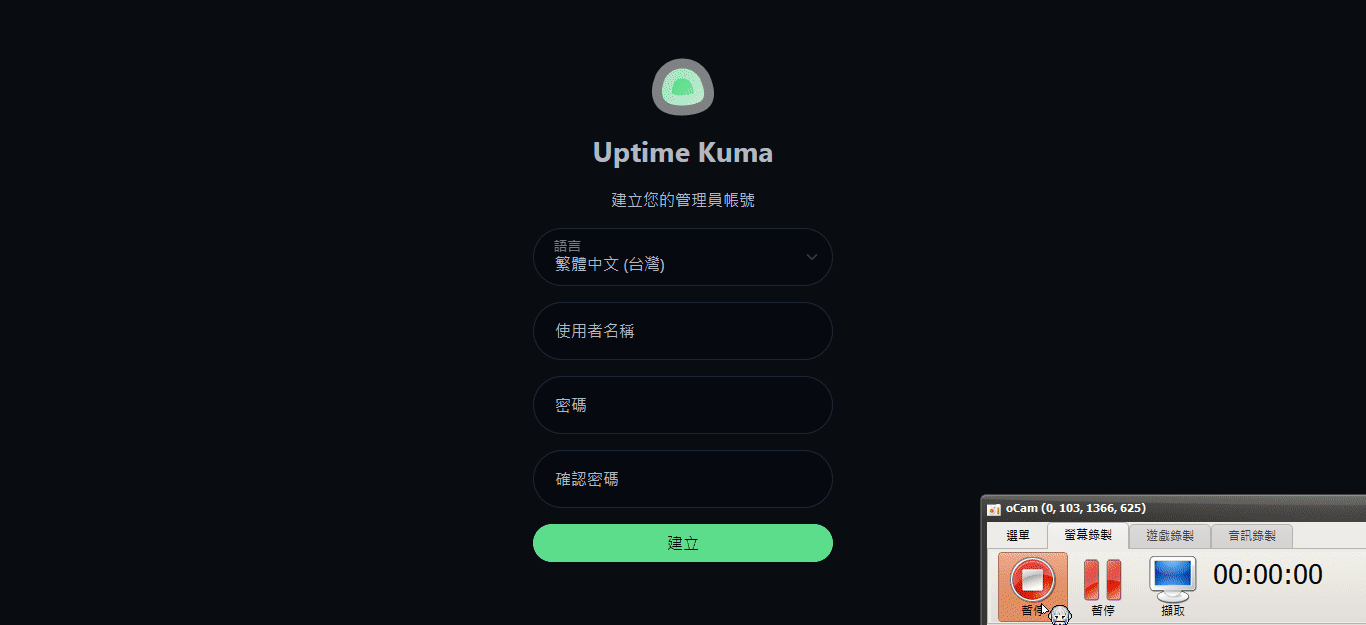 Uptime Kuma
建立您的管理員帳號
語言
繁體中文 (台灣)
使用者名稱
密碼
確認密碼
建立
oCam (0, 103, 1366, 625)
選單 螢幕錄製 遊戲錄製 音訊錄製
00:00:00
暫停 暫停 擷取